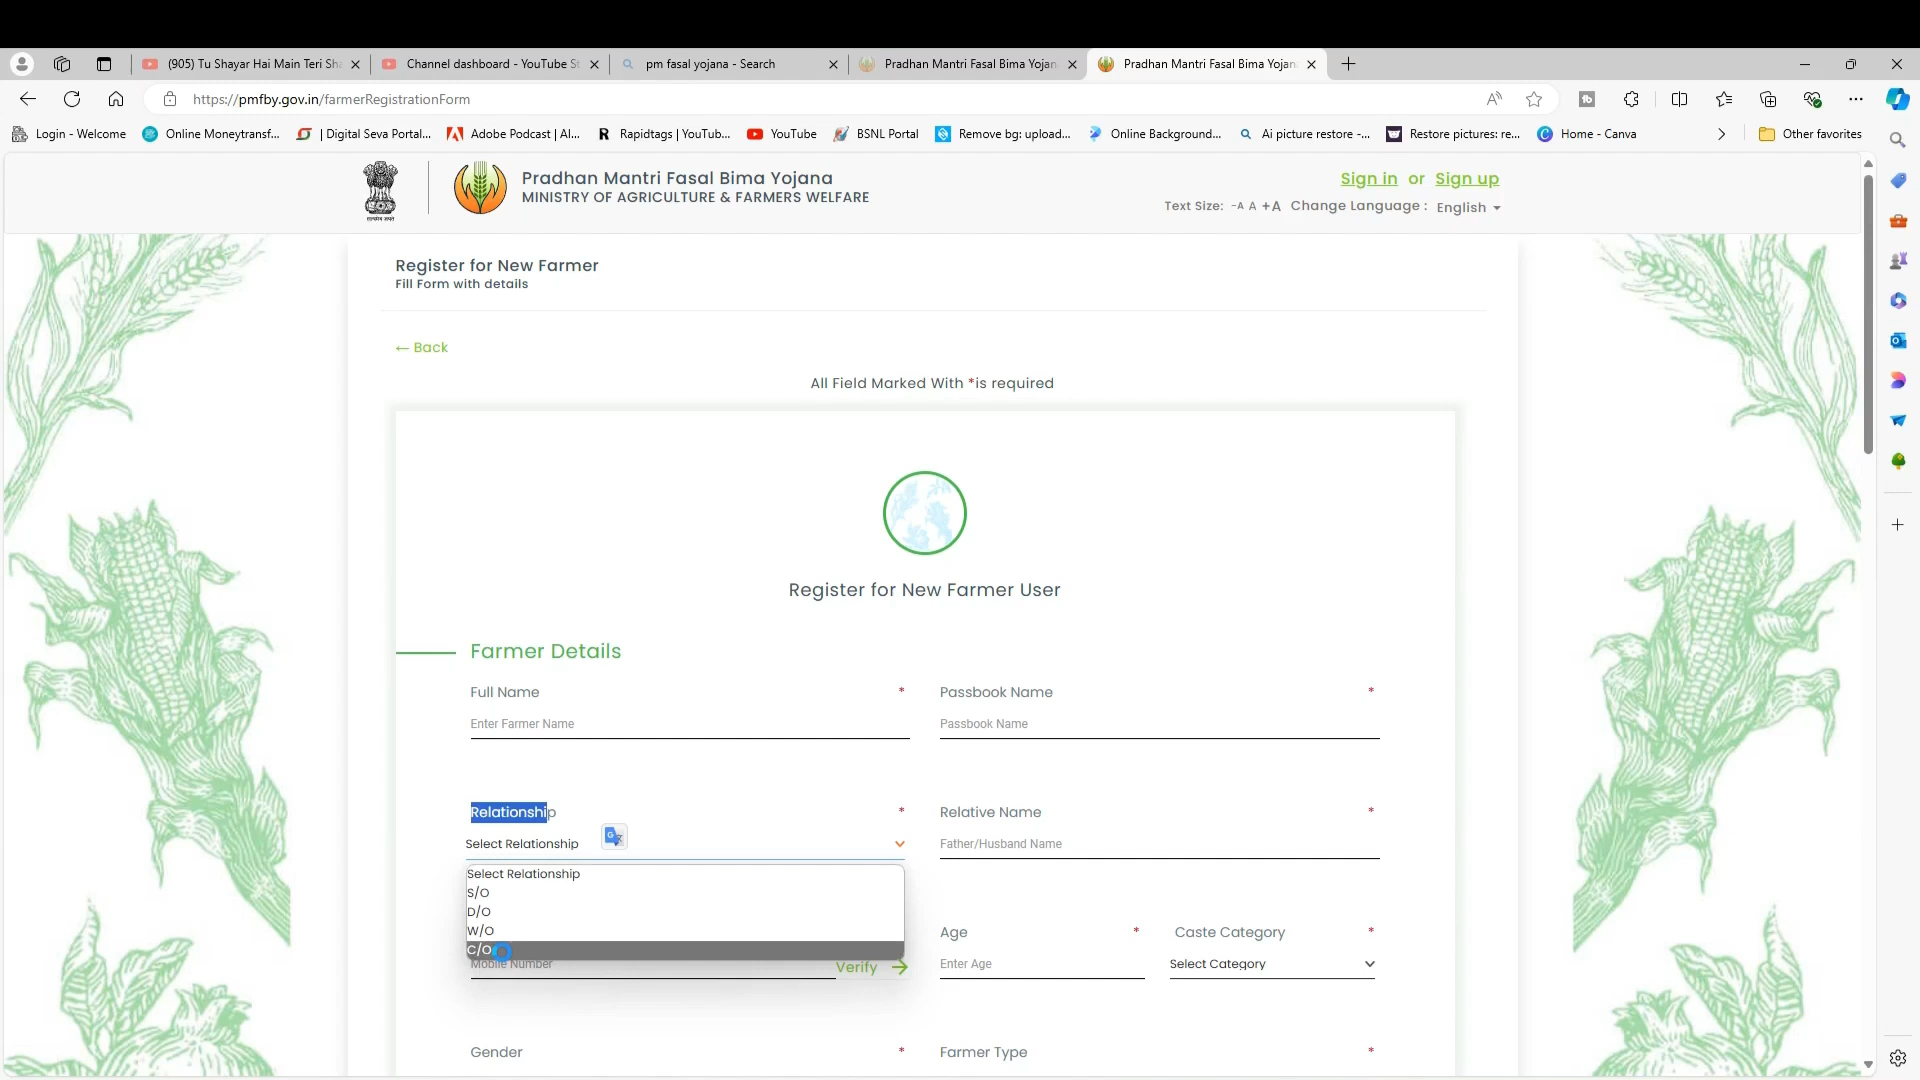 (905) Tu Shayar Hai Main Teri Sha
Channel dashboard - YouTube St
pm fasal yojana - Search
Pradhan Mantri Fasal Bima Yojan
Pradhan Mantri Fasal Bima Yojan
https://pmfby.gov.in/farmerRegistrationForm
Login - Welcome
Online Moneytransf...
| Digital Seva Portal...
Adobe Podcast | AI...
Rapidtags | YouTub...
YouTube
BSNL Portal
Remove bg: upload...
Online Background...
Ai picture restore -...
Restore pictures: re...
Home - Canva
Other favorites
Pradhan Mantri Fasal Bima Yojana
MINISTRY OF AGRICULTURE & FARMERS WELFARE
Sign in or Sign up
Text Size: -A A +A Change Language : English
Register for New Farmer
Fill Form with details
← Back
All Field Marked With *is required
Register for New Farmer User
Farmer Details
Full Name *
Passbook Name *
Enter Farmer Name
Passbook Name
Relationship *
Relative Name *
Select Relationship
Father/Husband Name
Select Relationship
S/O
D/O
W/O
C/O
Age *
Caste Category *
Mobile Number
Verify →
Enter Age
Select Category
Gender *
Farmer Type *